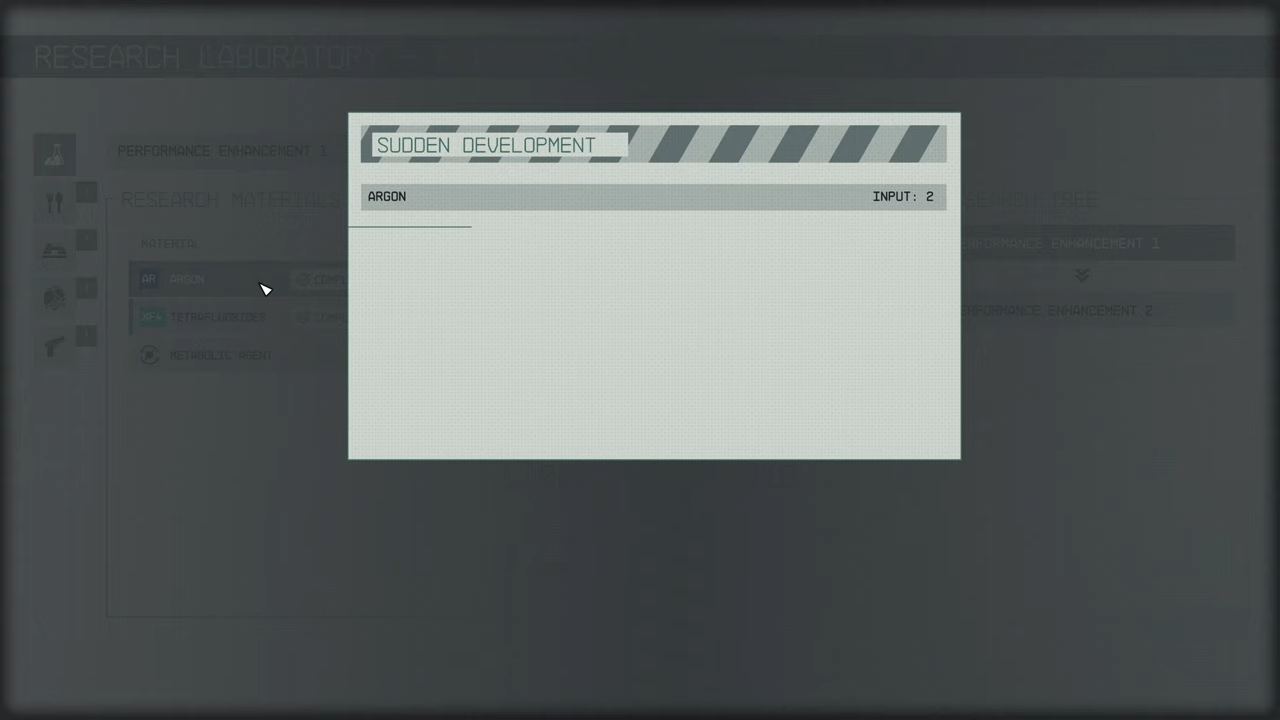 RESEARCH LABORATORY
SUDDEN DEVELOPMENT
PERFORMANCE ENHANCEMENT 1
ARGON INPUT: 2
RESEARCH MATERIALS
MATERIAL
PERFORMANCE ENHANCEMENT 1
AR ARGON
TETRAFLUORIDES
PERFORMANCE ENHANCEMENT 2
METABOLIC AGENT